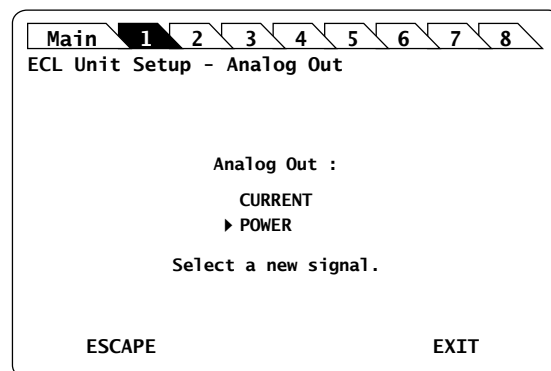 Main 1 2 3 4 5 6 7 8
ECL Unit Setup - Analog Out
Analog Out :
CURRENT
POWER
Select a new signal.
ESCAPE EXIT